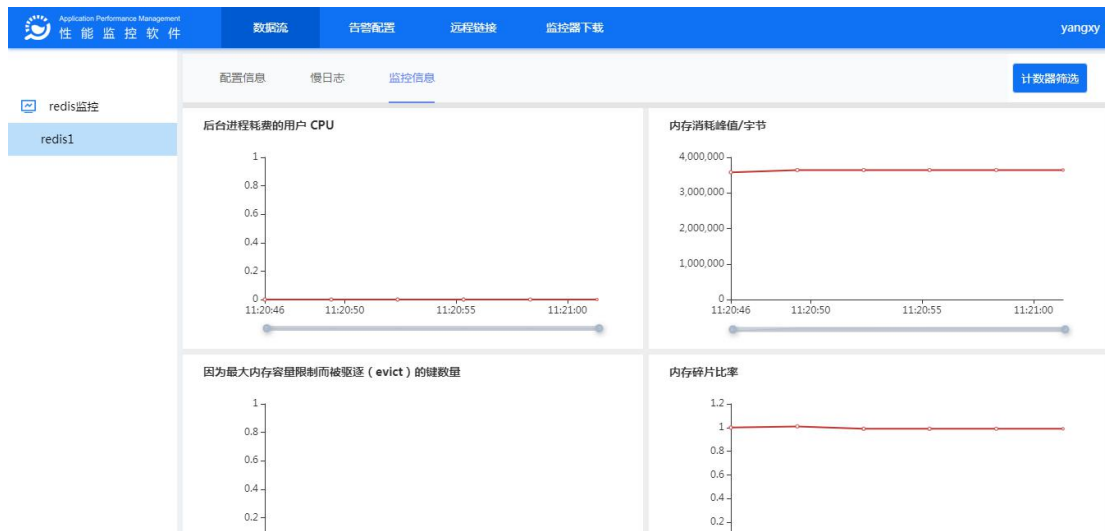 Application Performance Management
性能监控软件
数据流
告警配置
远程链接
监控器下载
yangxy
配置信息
慢日志
监控信息
计数器筛选
redis监控
redis1
后台进程耗费的用户 CPU
1
0.8
0.6
0.4
0.2
0
11:20:46
11:20:50
11:20:55
11:21:00
内存消耗峰值/字节
4,000,000
3,000,000
2,000,000
1,000,000
0
11:20:46
11:20:50
11:20:55
11:21:00
因为最大内存容量限制而被驱逐（evict）的键数量
1
0.8
0.6
0.4
0.2
内存碎片比率
1.2
1
0.8
0.6
0.4
0.2